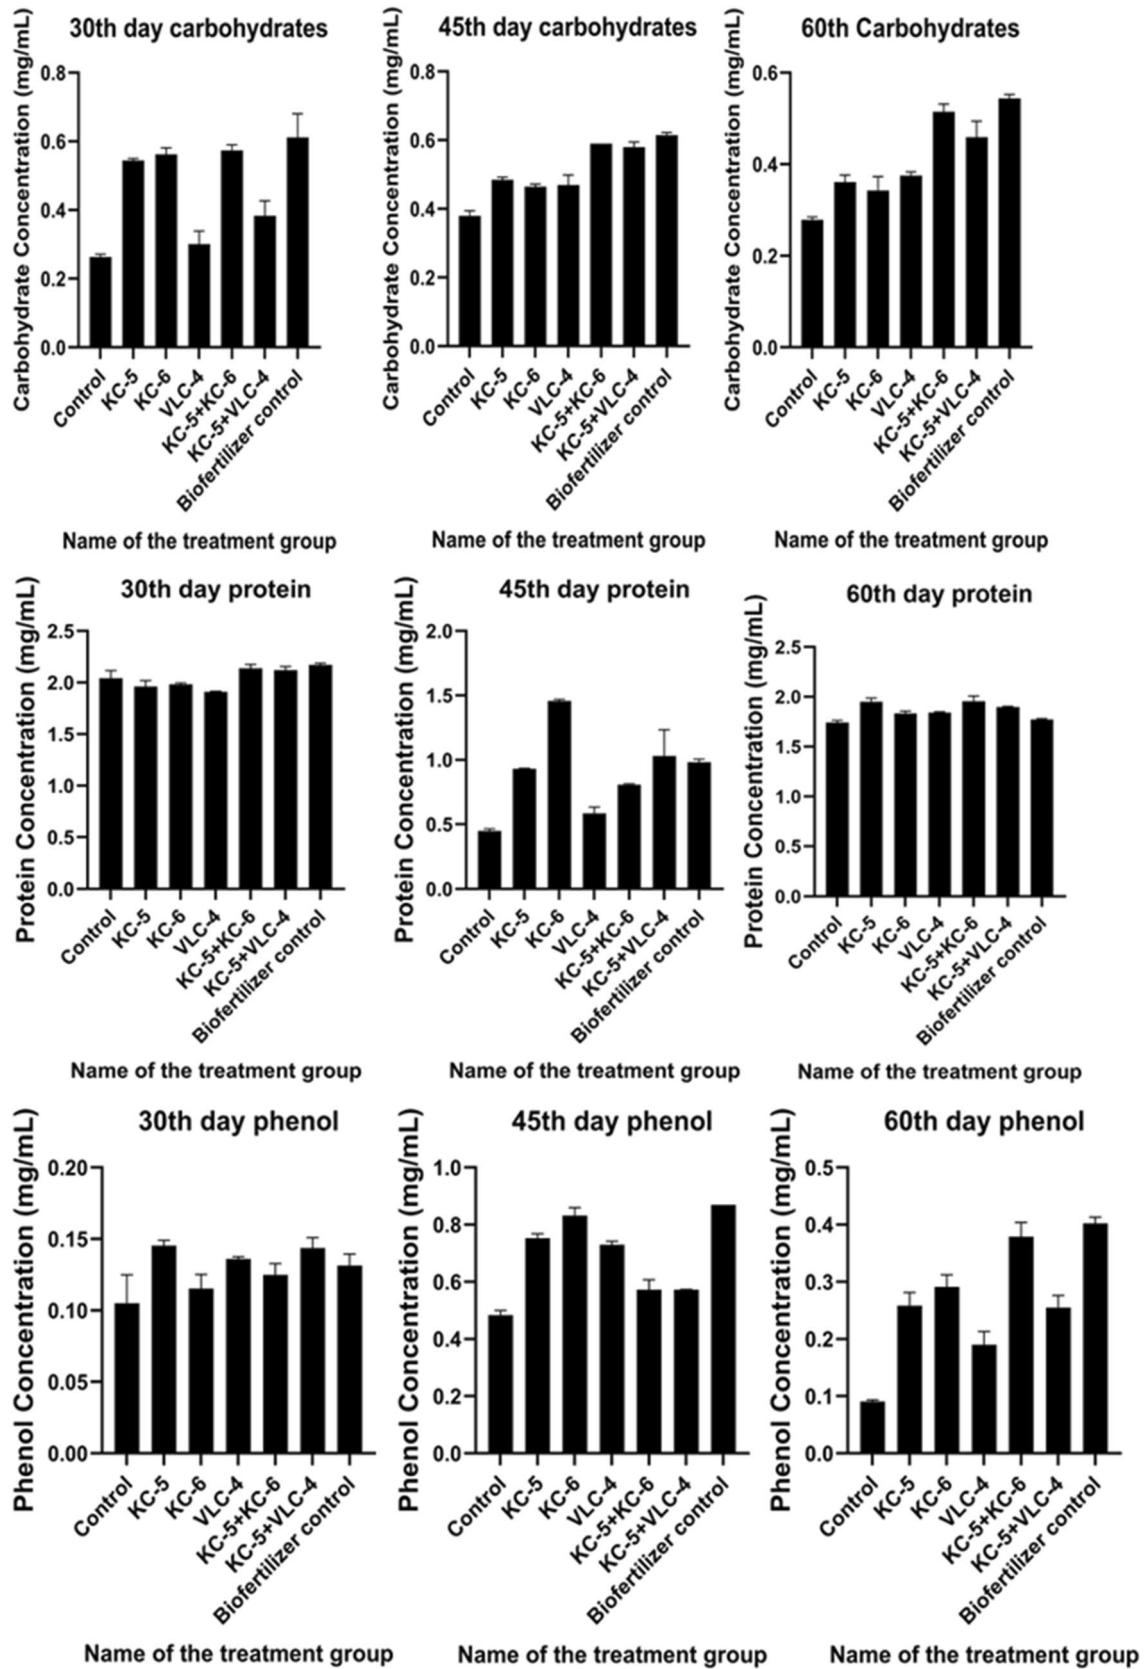 30th day carbohydrates
Carbohydrate Concentration (mg/mL)
0.8
0.6
0.4
0.2
0.0
Control
KC-5
KC-6
VLC-4
KC-5+KC-6
KC-5+VLC-4
Biofertilizer control
Name of the treatment group
45th day carbohydrates
Carbohydrate Concentration (mg/mL)
0.8
0.6
0.4
0.2
0.0
Control
KC-5
KC-6
VLC-4
KC-5+KC-6
KC-5+VLC-4
Biofertilizer control
Name of the treatment group
60th Carbohydrates
Carbohydrate Concentration (mg/mL)
0.6
0.4
0.2
0.0
Control
KC-5
KC-6
VLC-4
KC-5+KC-6
KC-5+VLC-4
Biofertilizer control
Name of the treatment group
30th day protein
Protein Concentration (mg/mL)
2.5
2.0
1.5
1.0
0.5
0.0
Control
KC-5
KC-6
VLC-4
KC-5+KC-6
KC-5+VLC-4
Biofertilizer control
Name of the treatment group
45th day protein
Protein Concentration (mg/mL)
2.0
1.5
1.0
0.5
0.0
Control
KC-5
KC-6
VLC-4
KC-5+KC-6
KC-5+VLC-4
Biofertilizer control
Name of the treatment group
60th day protein
Protein Concentration (mg/mL)
2.5
2.0
1.5
1.0
0.5
0.0
Control
KC-5
KC-6
VLC-4
KC-5+KC-6
KC-5+VLC-4
Biofertilizer control
Name of the treatment group
30th day phenol
Phenol Concentration (mg/mL)
0.20
0.15
0.10
0.05
0.00
Control
KC-5
KC-6
VLC-4
KC-5+KC-6
KC-5+VLC-4
Biofertilizer control
Name of the treatment group
45th day phenol
Phenol Concentration (mg/mL)
1.0
0.8
0.6
0.4
0.2
0.0
Control
KC-5
KC-6
VLC-4
KC-5+KC-6
KC-5+VLC-4
Biofertilizer control
Name of the treatment group
60th day phenol
Phenol Concentration (mg/mL)
0.5
0.4
0.3
0.2
0.1
0.0
Control
KC-5
KC-6
VLC-4
KC-5+KC-6
KC-5+VLC-4
Biofertilizer control
Name of the treatment group